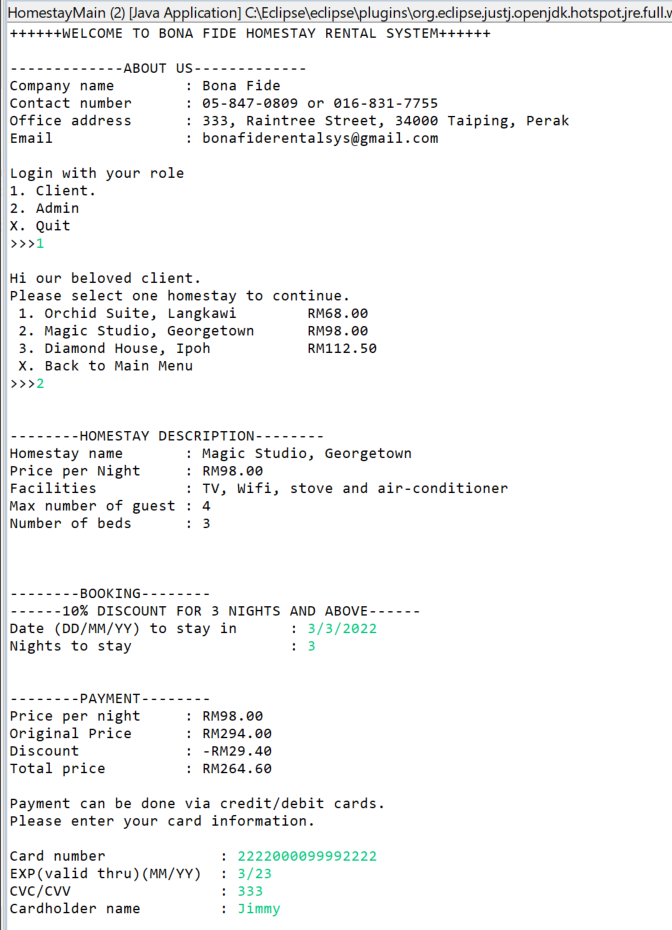 HomestayMain (2) [Java Application] C:\Eclipse\eclipse\plugins\org.eclipse.justj.openjdk.hotspot.jre.full.w
++++++WELCOME TO BONA FIDE HOMESTAY RENTAL SYSTEM++++++
-------------ABOUT US-------------
Company name : Bona Fide
Contact number : 05-847-0809 or 016-831-7755
Office address : 333, Raintree Street, 34000 Taiping, Perak
Email : bonafiderentalsys@gmail.com
Login with your role
1. Client.
2. Admin
X. Quit
>>>1
Hi our beloved client.
Please select one homestay to continue.
1. Orchid Suite, Langkawi RM68.00
2. Magic Studio, Georgetown RM98.00
3. Diamond House, Ipoh RM112.50
X. Back to Main Menu
>>>2
--------HOMESTAY DESCRIPTION--------
Homestay name : Magic Studio, Georgetown
Price per Night : RM98.00
Facilities : TV, Wifi, stove and air-conditioner
Max number of guest : 4
Number of beds : 3
--------BOOKING--------
------10% DISCOUNT FOR 3 NIGHTS AND ABOVE------
Date (DD/MM/YY) to stay in : 3/3/2022
Nights to stay : 3
--------PAYMENT--------
Price per night : RM98.00
Original Price : RM294.00
Discount : -RM29.40
Total price : RM264.60
Payment can be done via credit/debit cards.
Please enter your card information.
Card number : 2222000099992222
EXP(valid thru)(MM/YY) : 3/23
CVC/CVV : 333
Cardholder name : Jimmy